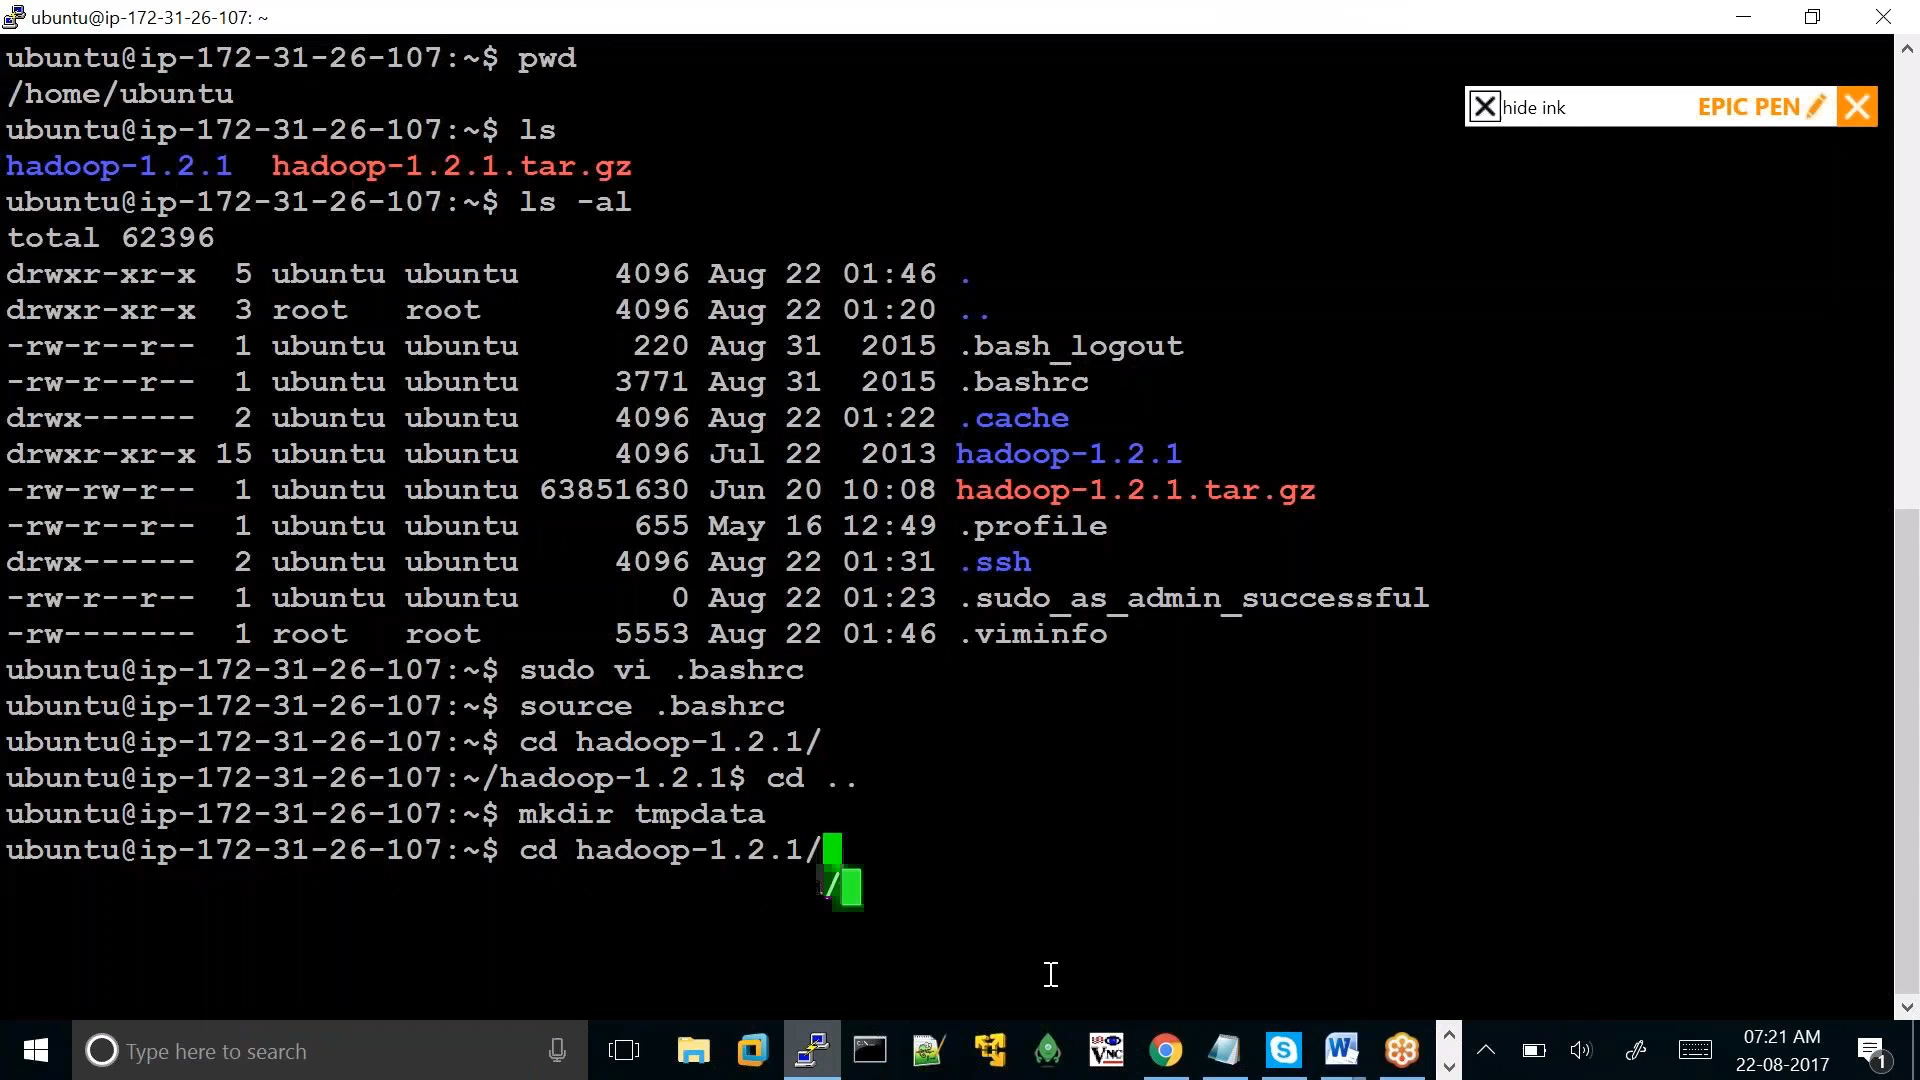 ubuntu@ip-172-31-26-107: ~
ubuntu@ip-172-31-26-107:~$ pwd
/home/ubuntu
hide ink EPIC PEN
ubuntu@ip-172-31-26-107:~$ ls
hadoop-1.2.1  hadoop-1.2.1.tar.gz
ubuntu@ip-172-31-26-107:~$ ls -al
total 62396
drwxr-xr-x  5 ubuntu ubuntu     4096 Aug 22 01:46 .
drwxr-xr-x  3 root   root       4096 Aug 22 01:20 ..
-rw-r--r--  1 ubuntu ubuntu      220 Aug 31  2015 .bash_logout
-rw-r--r--  1 ubuntu ubuntu     3771 Aug 31  2015 .bashrc
drwx------  2 ubuntu ubuntu     4096 Aug 22 01:22 .cache
drwxr-xr-x 15 ubuntu ubuntu     4096 Jul 22  2013 hadoop-1.2.1
-rw-rw-r--  1 ubuntu ubuntu 63851630 Jun 20 10:08 hadoop-1.2.1.tar.gz
-rw-r--r--  1 ubuntu ubuntu      655 May 16 12:49 .profile
drwx------  2 ubuntu ubuntu     4096 Aug 22 01:31 .ssh
-rw-r--r--  1 ubuntu ubuntu        0 Aug 22 01:23 .sudo_as_admin_successful
-rw-------  1 root   root       5553 Aug 22 01:46 .viminfo
ubuntu@ip-172-31-26-107:~$ sudo vi .bashrc
ubuntu@ip-172-31-26-107:~$ source .bashrc
ubuntu@ip-172-31-26-107:~$ cd hadoop-1.2.1/
ubuntu@ip-172-31-26-107:~/hadoop-1.2.1$ cd ..
ubuntu@ip-172-31-26-107:~$ mkdir tmpdata
ubuntu@ip-172-31-26-107:~$ cd hadoop-1.2.1/
/
Type here to search
VNC
W
S
07:21 AM
22-08-2017
1